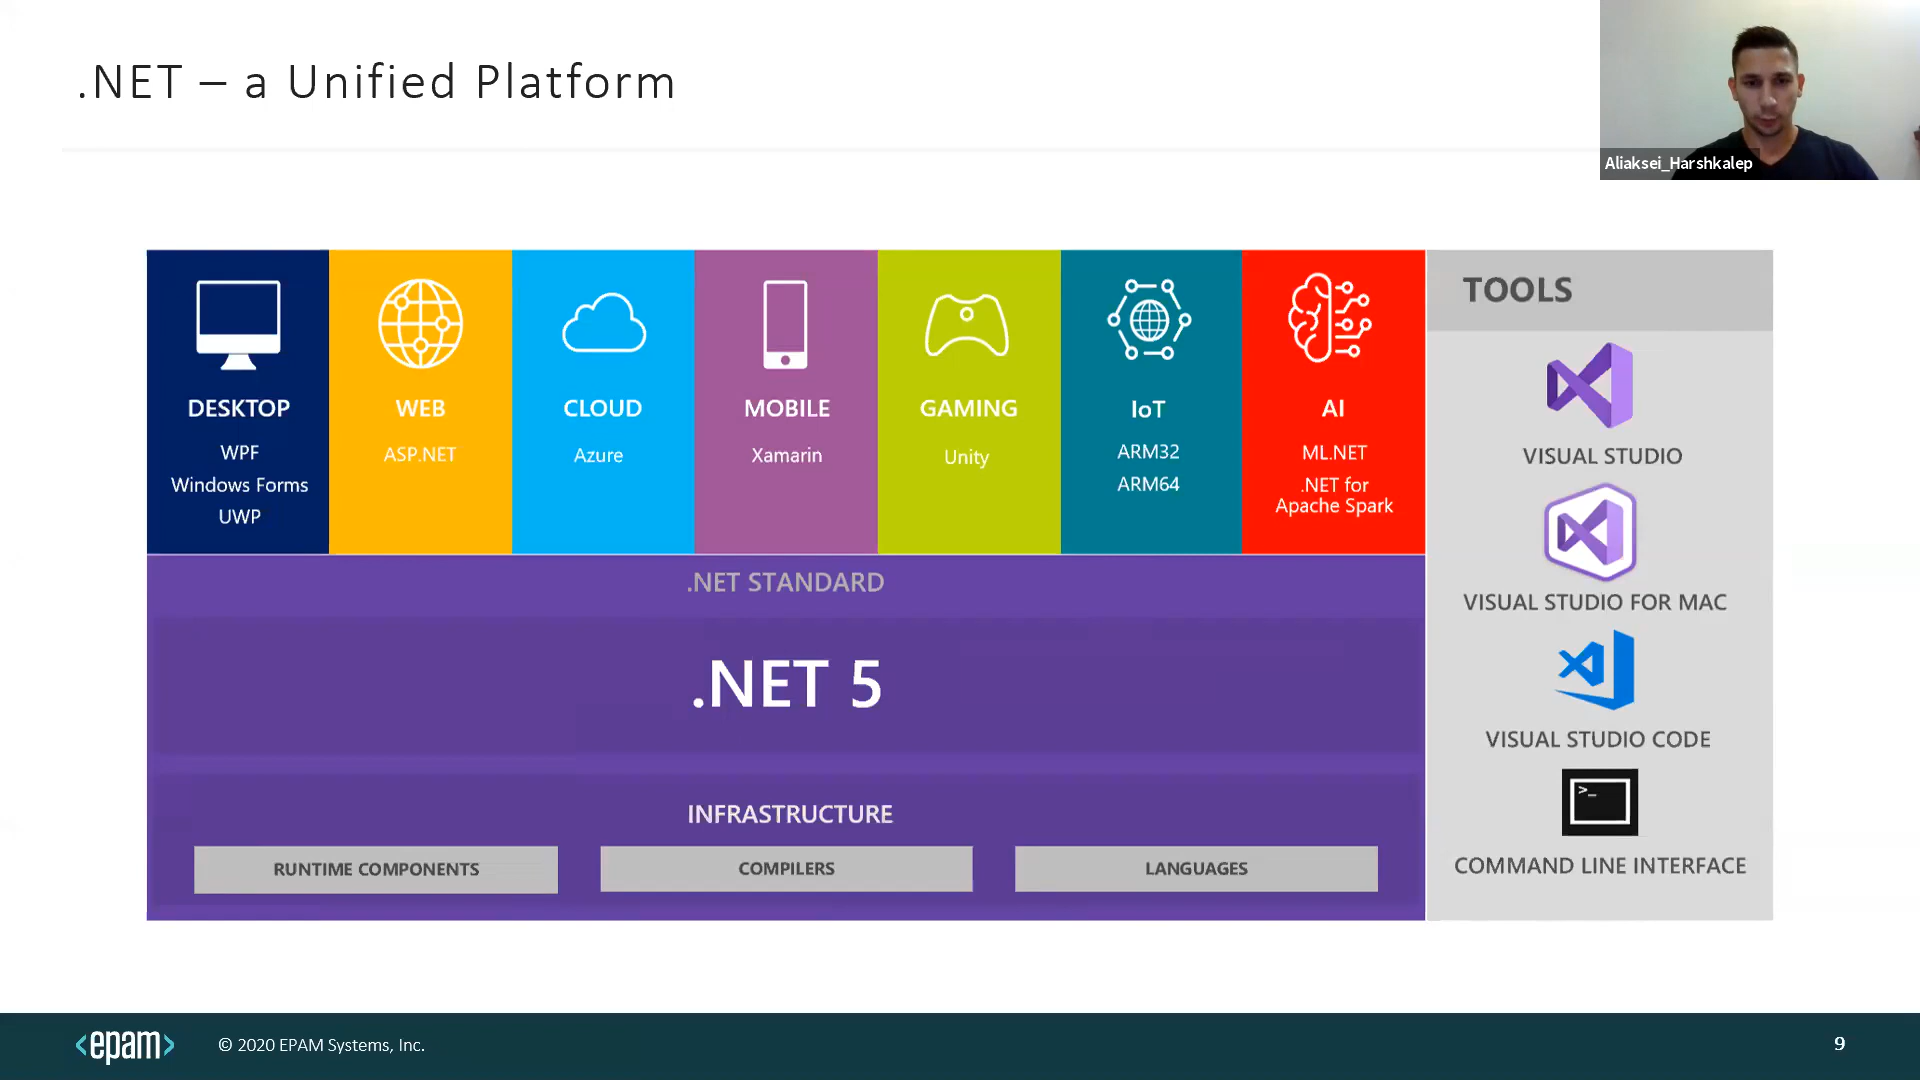 .NET – a Unified Platform
Aliaksei_Harshkalep
DESKTOP
WPF
Windows Forms
UWP
WEB
ASP.NET
CLOUD
Azure
MOBILE
Xamarin
GAMING
Unity
IoT
ARM32
ARM64
AI
ML.NET
.NET for
Apache Spark
.NET STANDARD
.NET 5
INFRASTRUCTURE
RUNTIME COMPONENTS
COMPILERS
LANGUAGES
TOOLS
VISUAL STUDIO
VISUAL STUDIO FOR MAC
VISUAL STUDIO CODE
>_
COMMAND LINE INTERFACE
<epam>
© 2020 EPAM Systems, Inc.
9